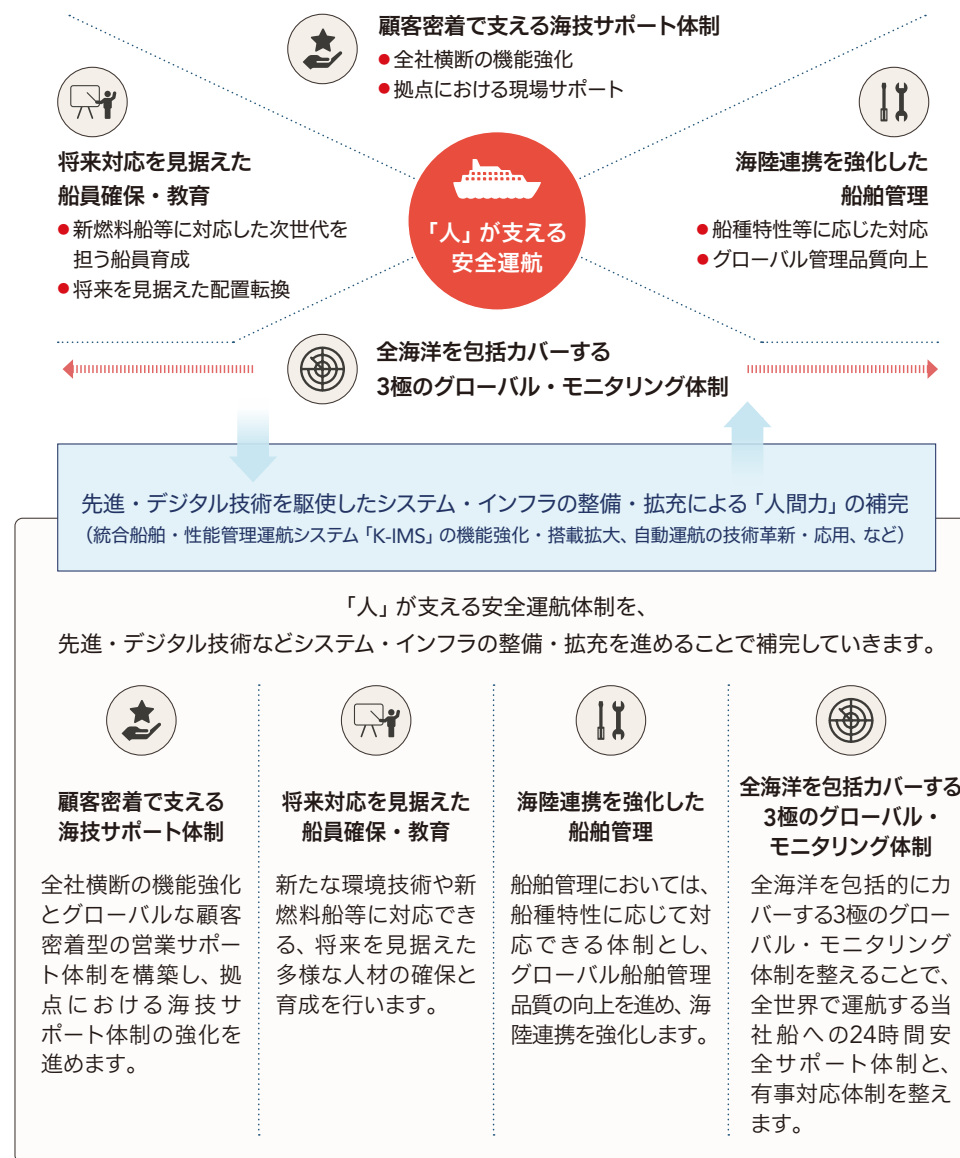 顧客密着で支える海技サポート体制
● 全社横断の機能強化
● 拠点における現場サポート
将来対応を見据えた
船員確保・教育
● 新燃料船等に対応した次世代を
担う船員育成
● 将来を見据えた配置転換
海陸連携を強化した
船舶管理
● 船種特性等に応じた対応
● グローバル管理品質向上
「人」が支える
安全運航
全海洋を包括カバーする
3極のグローバル・モニタリング体制
先進・デジタル技術を駆使したシステム・インフラの整備・拡充による「人間力」の補完
(統合船舶・性能管理運航システム「K-IMS」の機能強化・搭載拡大、自動運航の技術革新・応用、など)
「人」が支える安全運航体制を、
先進・デジタル技術などシステム・インフラの整備・拡充を進めることで補完していきます。
顧客密着で支える
海技サポート体制
全社横断の機能強化
とグローバルな顧客
密着型の営業サポー
ト体制を構築し、拠
点における海技サ
ポート体制の強化を
進めます。
将来対応を見据えた
船員確保・教育
新たな環境技術や新
燃料船等に対応でき
る、将来を見据えた
多様な人材の確保と
育成を行います。
海陸連携を強化した
船舶管理
船舶管理においては、
船種特性に応じて対
応できる体制とし、
グローバル船舶管理
品質の向上を進め、海
陸連携を強化します。
全海洋を包括カバーする
3極のグローバル・
モニタリング体制
全海洋を包括的にカ
バーする3極のグロー
バル・モニタリング
体制を整えることで、
全世界で運航する当
社船への24時間安
全サポート体制と、
有事対応体制を整え
ます。